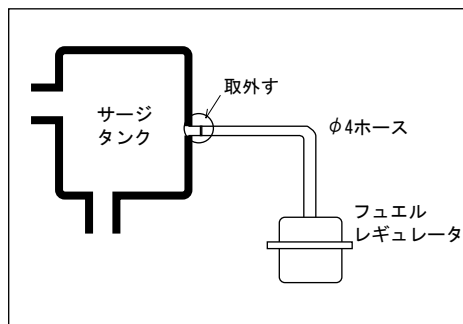 取外す
サージ
タンク
φ4ホース
フュエル
レギュレータ